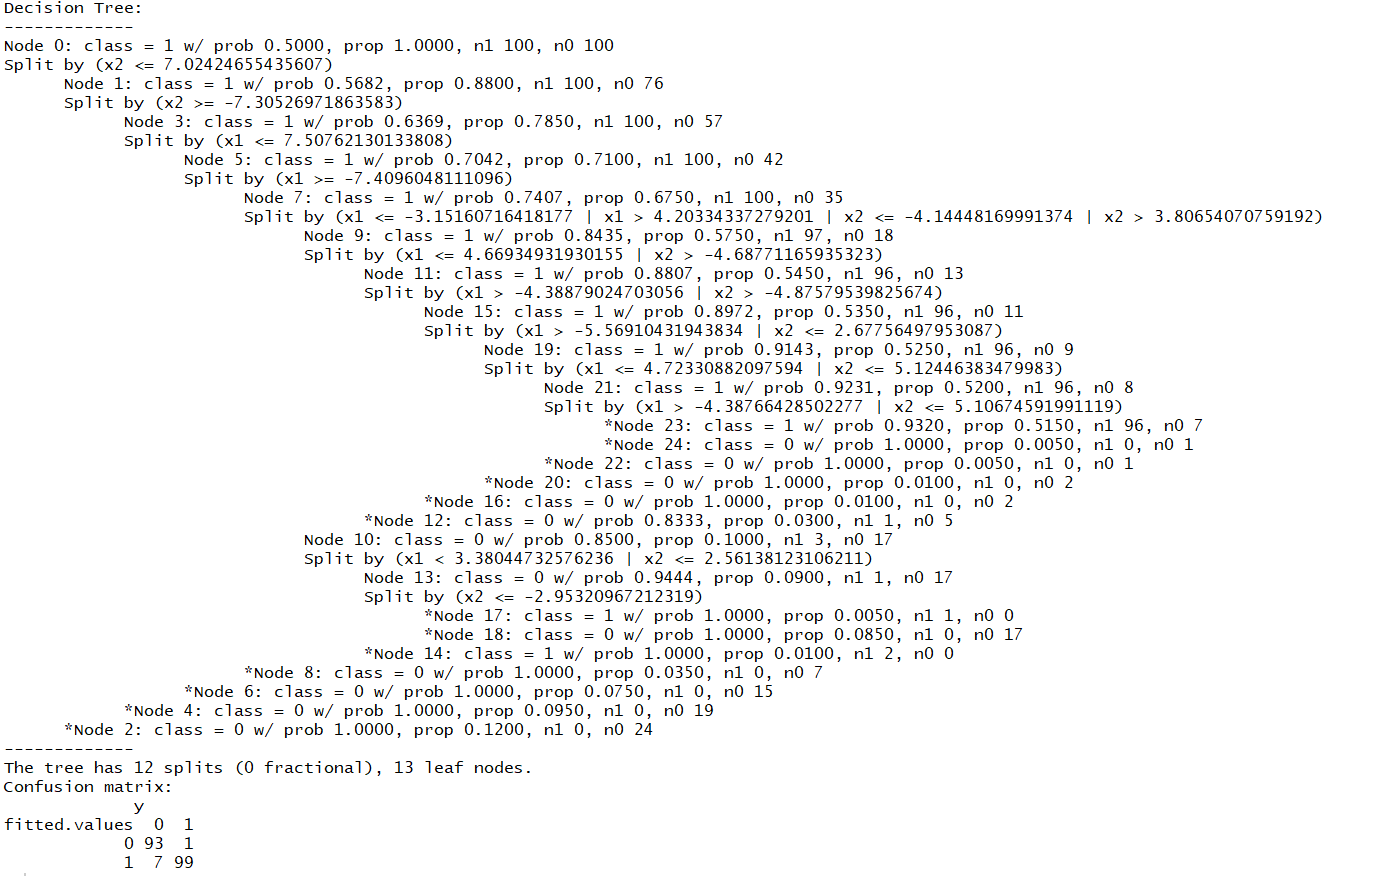 Decision Tree:
-------------
Node 0: class = 1 w/ prob 0.5000, prop 1.0000, n1 100, n0 100
Split by (x2 <= 7.02424655435607)
Node 1: class = 1 w/ prob 0.5682, prop 0.8800, n1 100, n0 76
Split by (x2 >= -7.30526971863583)
Node 3: class = 1 w/ prob 0.6369, prop 0.7850, n1 100, n0 57
Split by (x1 <= 7.50762130133808)
Node 5: class = 1 w/ prob 0.7042, prop 0.7100, n1 100, n0 42
Split by (x1 >= -7.4096048111096)
Node 7: class = 1 w/ prob 0.7407, prop 0.6750, n1 100, n0 35
Split by (x1 <= -3.15160716418177 | x1 > 4.20334337279201 | x2 <= -4.14448169991374 | x2 > 3.80654070759192)
Node 9: class = 1 w/ prob 0.8435, prop 0.5750, n1 97, n0 18
Split by (x1 <= 4.66934931930155 | x2 > -4.68771165935323)
Node 11: class = 1 w/ prob 0.8807, prop 0.5450, n1 96, n0 13
Split by (x1 > -4.38879024703056 | x2 > -4.87579539825674)
Node 15: class = 1 w/ prob 0.8972, prop 0.5350, n1 96, n0 11
Split by (x1 > -5.56910431943834 | x2 <= 2.67756497953087)
Node 19: class = 1 w/ prob 0.9143, prop 0.5250, n1 96, n0 9
Split by (x1 <= 4.72330882097594 | x2 <= 5.12446383479983)
Node 21: class = 1 w/ prob 0.9231, prop 0.5200, n1 96, n0 8
Split by (x1 > -4.38766428502277 | x2 <= 5.10674591991119)
*Node 23: class = 1 w/ prob 0.9320, prop 0.5150, n1 96, n0 7
*Node 24: class = 0 w/ prob 1.0000, prop 0.0050, n1 0, n0 1
*Node 22: class = 0 w/ prob 1.0000, prop 0.0050, n1 0, n0 1
*Node 20: class = 0 w/ prob 1.0000, prop 0.0100, n1 0, n0 2
*Node 16: class = 0 w/ prob 1.0000, prop 0.0100, n1 0, n0 2
*Node 12: class = 0 w/ prob 0.8333, prop 0.0300, n1 1, n0 5
Node 10: class = 0 w/ prob 0.8500, prop 0.1000, n1 3, n0 17
Split by (x1 < 3.38044732576236 | x2 <= 2.56138123106211)
Node 13: class = 0 w/ prob 0.9444, prop 0.0900, n1 1, n0 17
Split by (x2 <= -2.95320967212319)
*Node 17: class = 1 w/ prob 1.0000, prop 0.0050, n1 1, n0 0
*Node 18: class = 0 w/ prob 1.0000, prop 0.0850, n1 0, n0 17
*Node 14: class = 1 w/ prob 1.0000, prop 0.0100, n1 2, n0 0
*Node 8: class = 0 w/ prob 1.0000, prop 0.0350, n1 0, n0 7
*Node 6: class = 0 w/ prob 1.0000, prop 0.0750, n1 0, n0 15
*Node 4: class = 0 w/ prob 1.0000, prop 0.0950, n1 0, n0 19
*Node 2: class = 0 w/ prob 1.0000, prop 0.1200, n1 0, n0 24
-------------
The tree has 12 splits (0 fractional), 13 leaf nodes.
Confusion matrix:
y
fitted.values 0 1
0 93 1
1 7 99